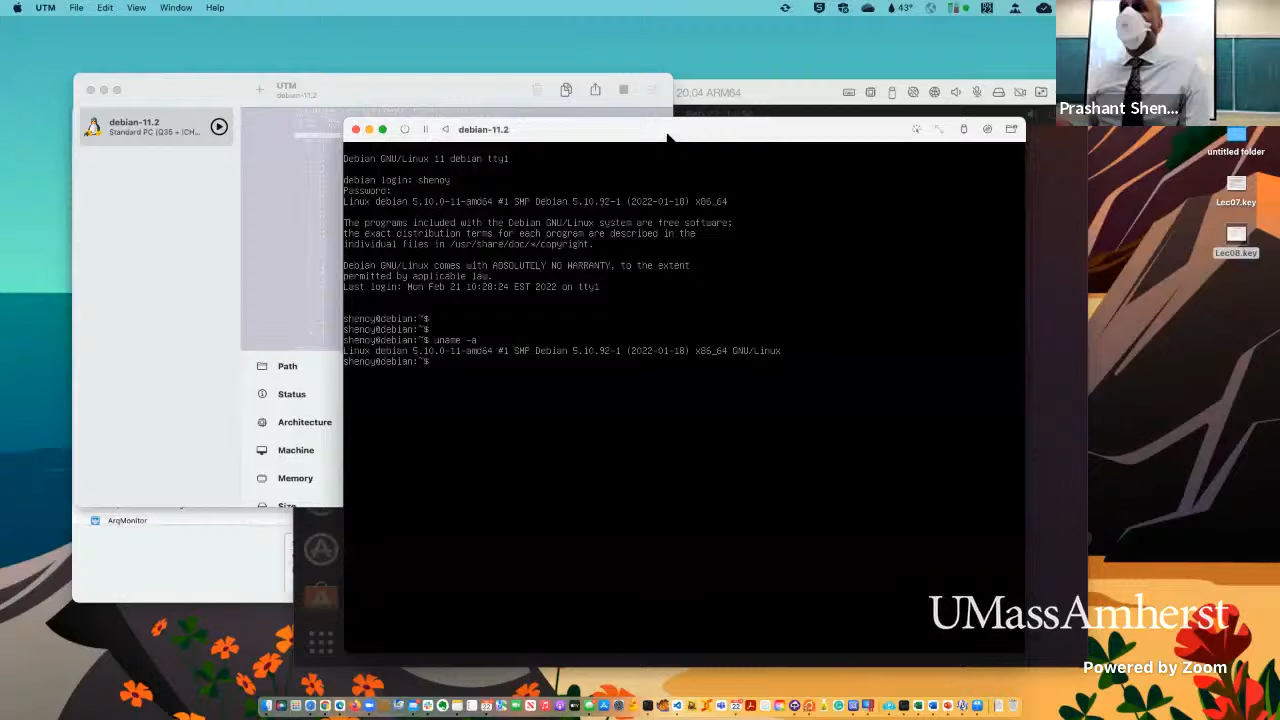 UTM File Edit View Window Help
43°
UTM
debian-11.2
20.04 ARM64
Prashant Shen...
debian-11.2
Standard PC (Q35 + ICH...
debian-11.2
untitled folder
Lec07.key
Lec08.key
Debian GNU/Linux 11 debian tty1
debian login: shenoy
Password:
Linux debian 5.10.0-11-amd64 #1 SMP Debian 5.10.92-1 (2022-01-18) x86_64
The programs included with the Debian GNU/Linux system are free software;
the exact distribution terms for each program are described in the
individual files in /usr/share/doc/*/copyright.
Debian GNU/Linux comes with ABSOLUTELY NO WARRANTY, to the extent
permitted by applicable law.
Last login: Mon Feb 21 10:28:24 EST 2022 on tty1
shenoy@debian:~$
shenoy@debian:~$
shenoy@debian:~$ uname -a
Linux debian 5.10.0-11-amd64 #1 SMP Debian 5.10.92-1 (2022-01-18) x86_64 GNU/Linux
shenoy@debian:~$
Path
Status
Architecture
Machine
Memory
Size
ArqMonitor
UMassAmherst
Powered by Zoom